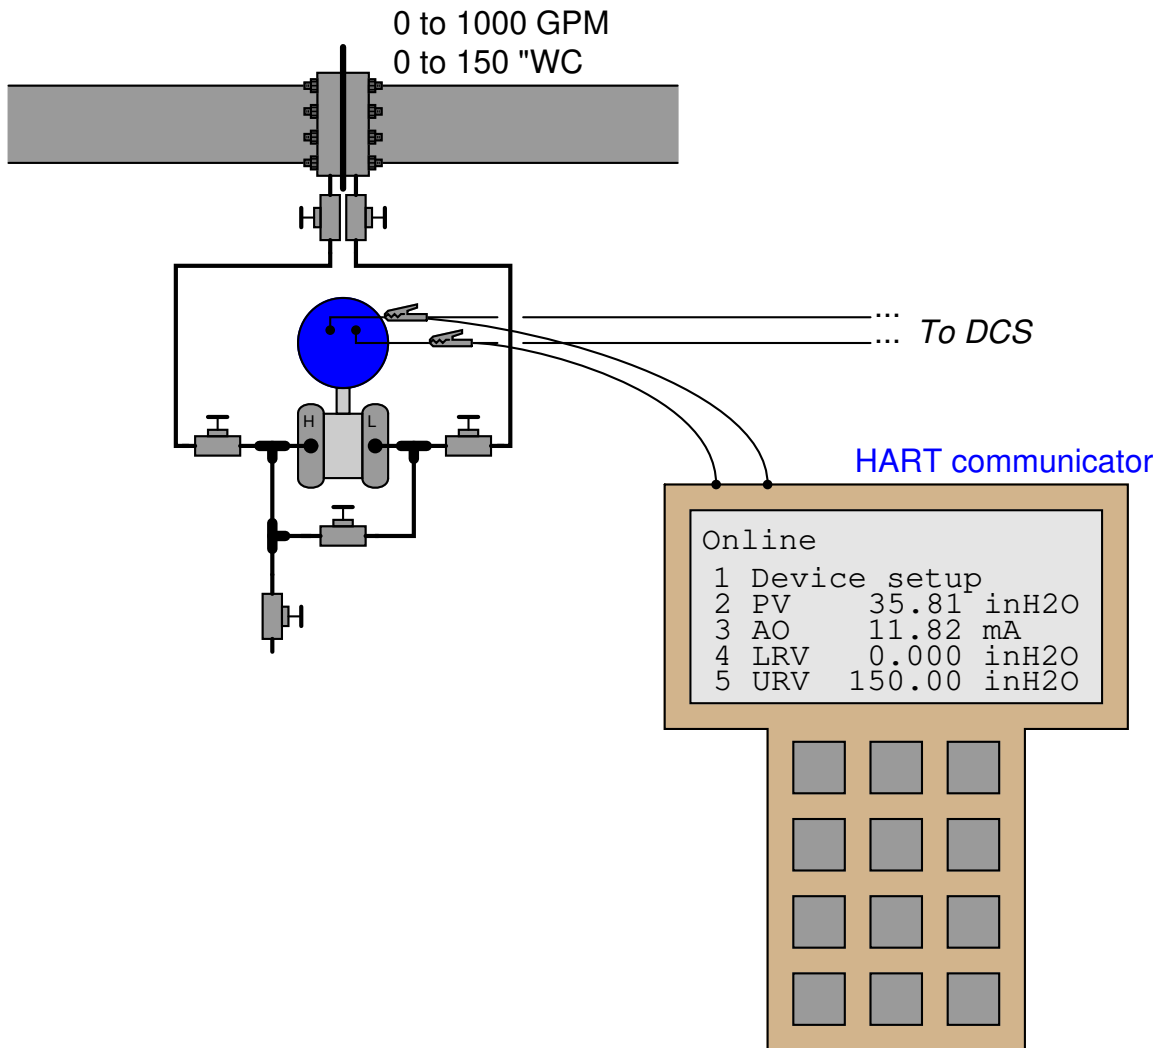 0 to 1000 GPM
0 to 150 "WC
...
... To DCS
H L
HART communicator
Online
1 Device setup
2 PV 35.81 inH2O
3 AO 11.82 mA
4 LRV 0.000 inH2O
5 URV 150.00 inH2O